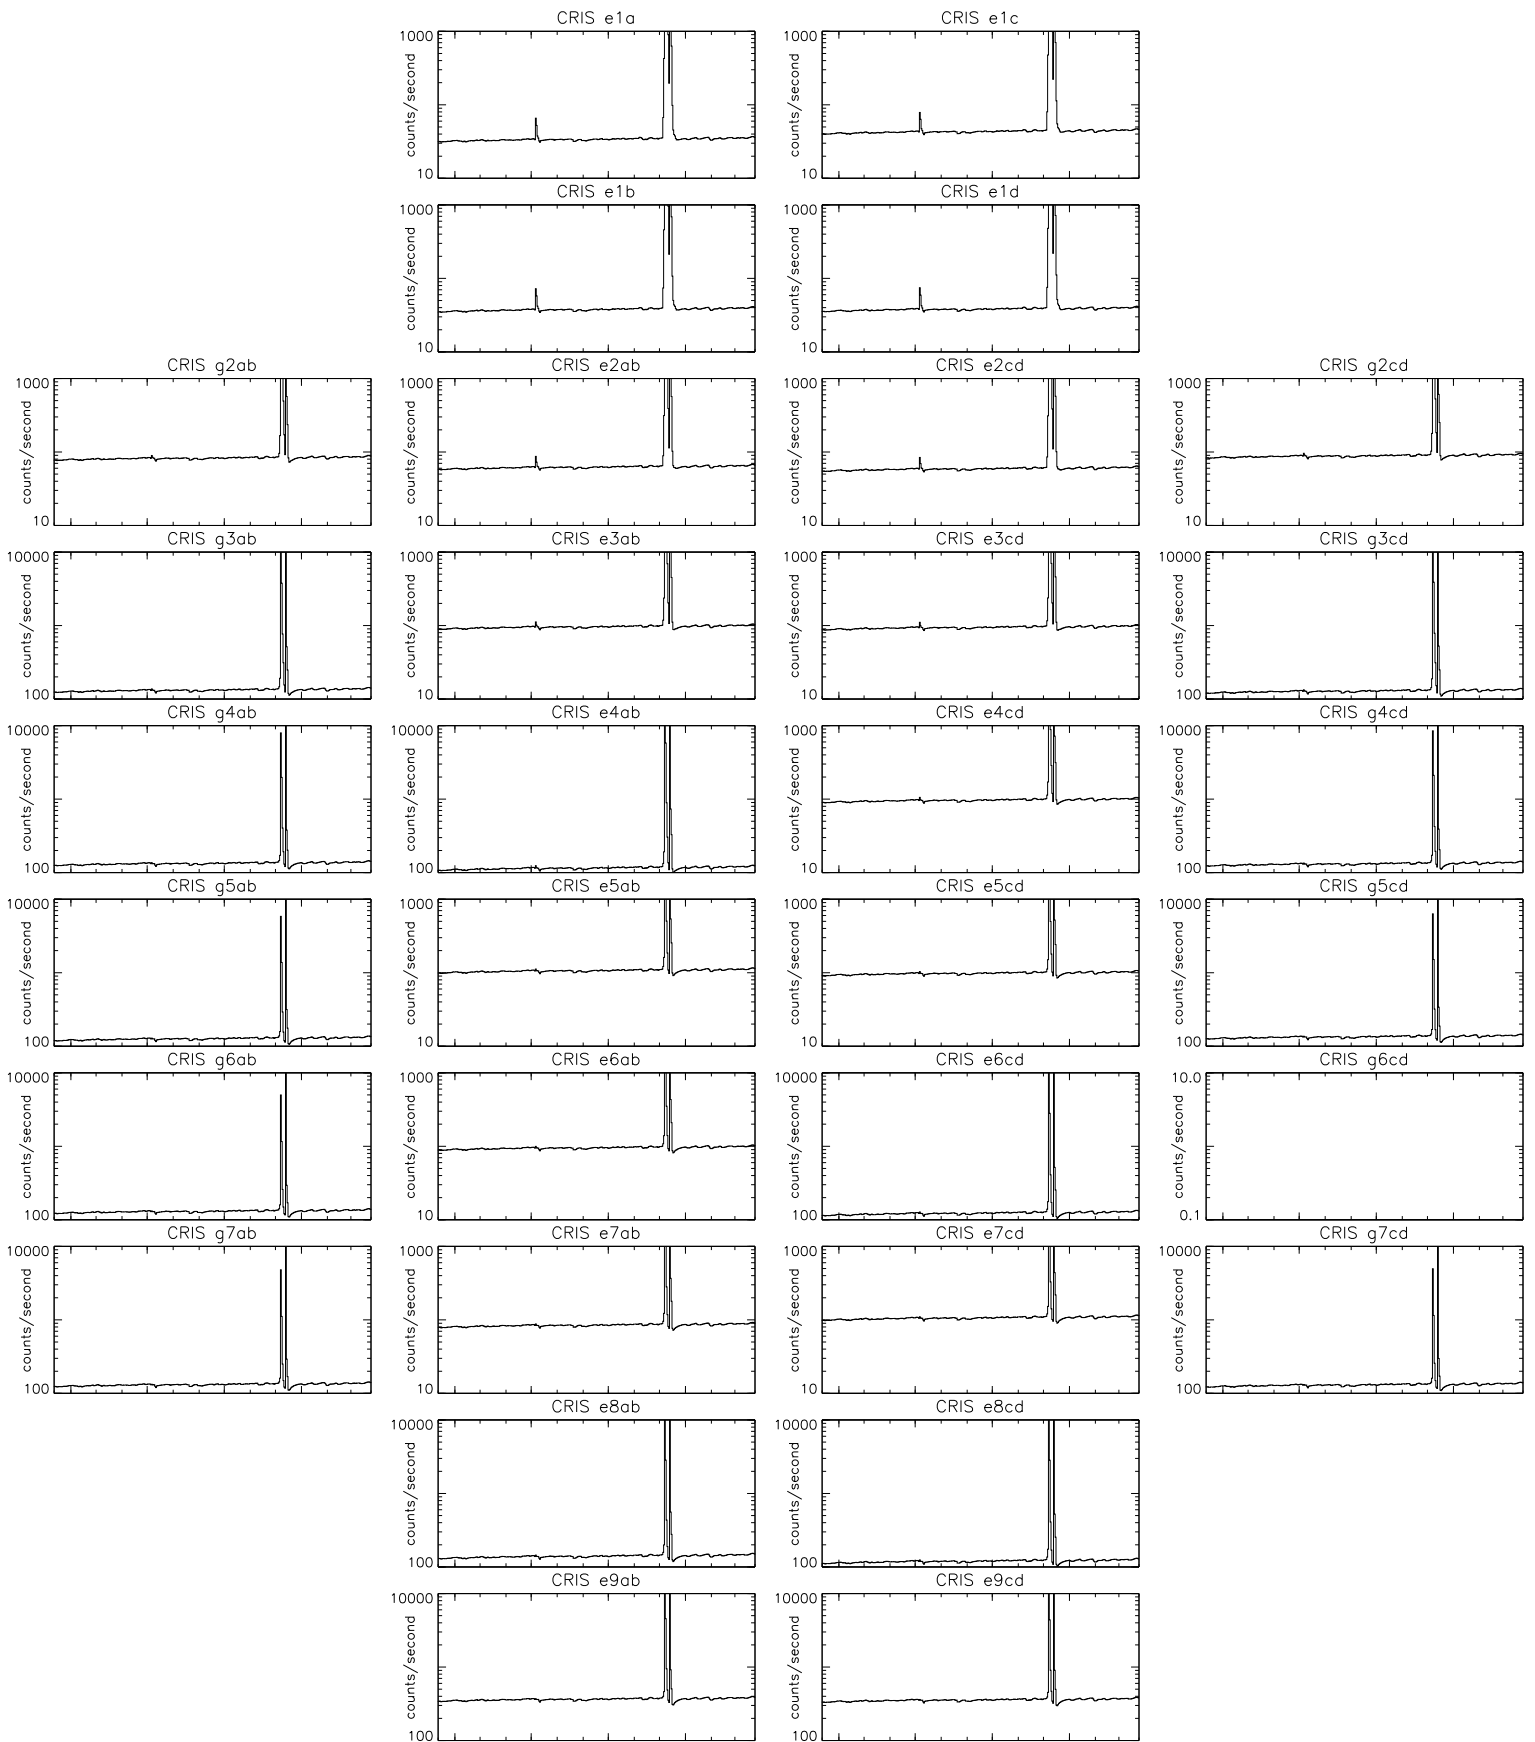 CRIS e1a
CRIS e1c
1000
counts/second
10
1000
counts/second
10
CRIS e1b
CRIS e1d
1000
counts/second
10
1000
counts/second
10
CRIS g2ab
CRIS e2ab
CRIS e2cd
CRIS g2cd
1000
counts/second
10
1000
counts/second
10
1000
counts/second
10
1000
counts/second
10
CRIS g3ab
CRIS e3ab
CRIS e3cd
CRIS g3cd
10000
counts/second
100
1000
counts/second
10
1000
counts/second
10
10000
counts/second
100
CRIS g4ab
CRIS e4ab
CRIS e4cd
CRIS g4cd
10000
counts/second
100
10000
counts/second
100
1000
counts/second
10
10000
counts/second
100
CRIS g5ab
CRIS e5ab
CRIS e5cd
CRIS g5cd
10000
counts/second
100
1000
counts/second
10
1000
counts/second
10
10000
counts/second
100
CRIS g6ab
CRIS e6ab
CRIS e6cd
CRIS g6cd
10000
counts/second
100
1000
counts/second
10
10000
counts/second
100
10.0
counts/second
0.1
CRIS g7ab
CRIS e7ab
CRIS e7cd
CRIS g7cd
10000
counts/second
100
1000
counts/second
10
1000
counts/second
10
10000
counts/second
100
CRIS e8ab
CRIS e8cd
10000
counts/second
100
10000
counts/second
100
CRIS e9ab
CRIS e9cd
10000
counts/second
100
10000
counts/second
100